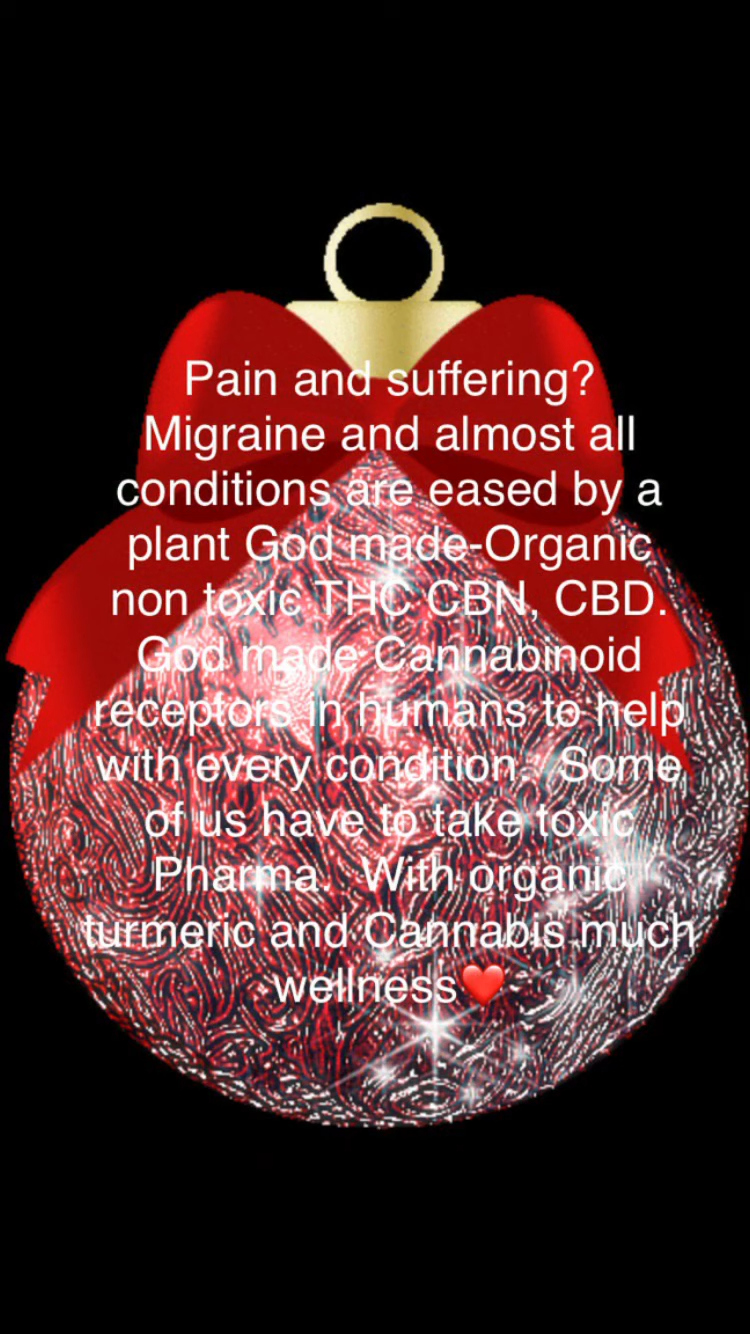 Pain and suffering?
Migraine and almost all
conditions are eased by a
plant God made-Organic
non toxic THC CBN, CBD.
God made Cannabinoid
receptors in humans to help
with every condition.  Some
of us have to take toxic
Pharma.  With organic
turmeric and Cannabis much
wellness❤️